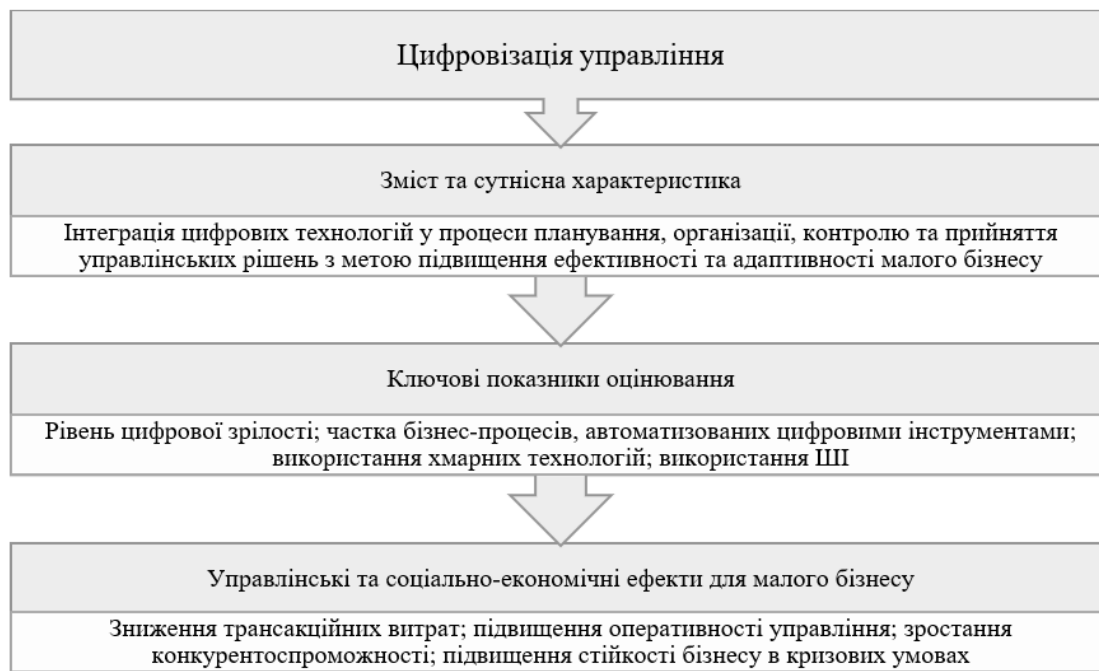 Цифровізація управління
Зміст та сутнісна характеристика
Інтеграція цифрових технологій у процеси планування, організації, контролю та прийняття
управлінських рішень з метою підвищення ефективності та адаптивності малого бізнесу
Ключові показники оцінювання
Рівень цифрової зрілості; частка бізнес-процесів, автоматизованих цифровими інструментами;
використання хмарних технологій; використання ШІ
Управлінські та соціально-економічні ефекти для малого бізнесу
Зниження трансакційних витрат; підвищення оперативності управління; зростання
конкурентоспроможності; підвищення стійкості бізнесу в кризових умовах